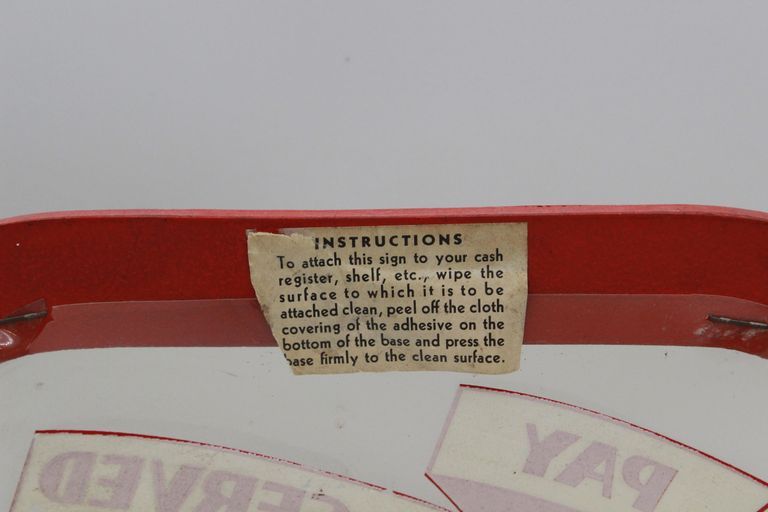 INSTRUCTIONS
To attach this sign to your cash
register, shelf, etc., wipe the
surface to which it is to be
attached clean, peel off the cloth
covering of the adhesive on the
bottom of the base and press the
base firmly to the clean surface.
PAY
SERVED